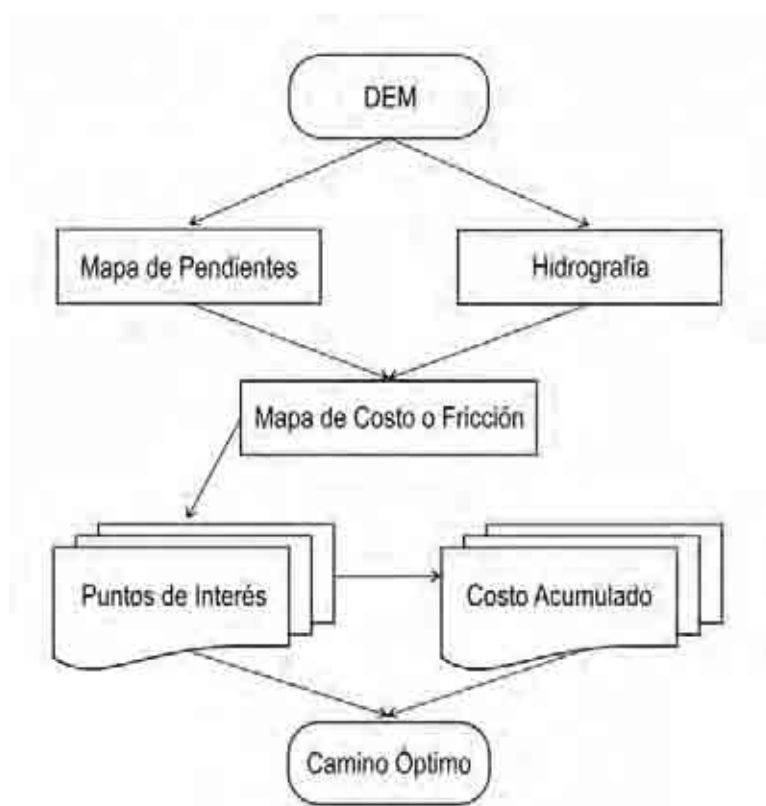 DEM
Mapa de Pendientes
Hidrografía
Mapa de Costo o Fricción
Puntos de Interés
Costo Acumulado
Camino Óptimo